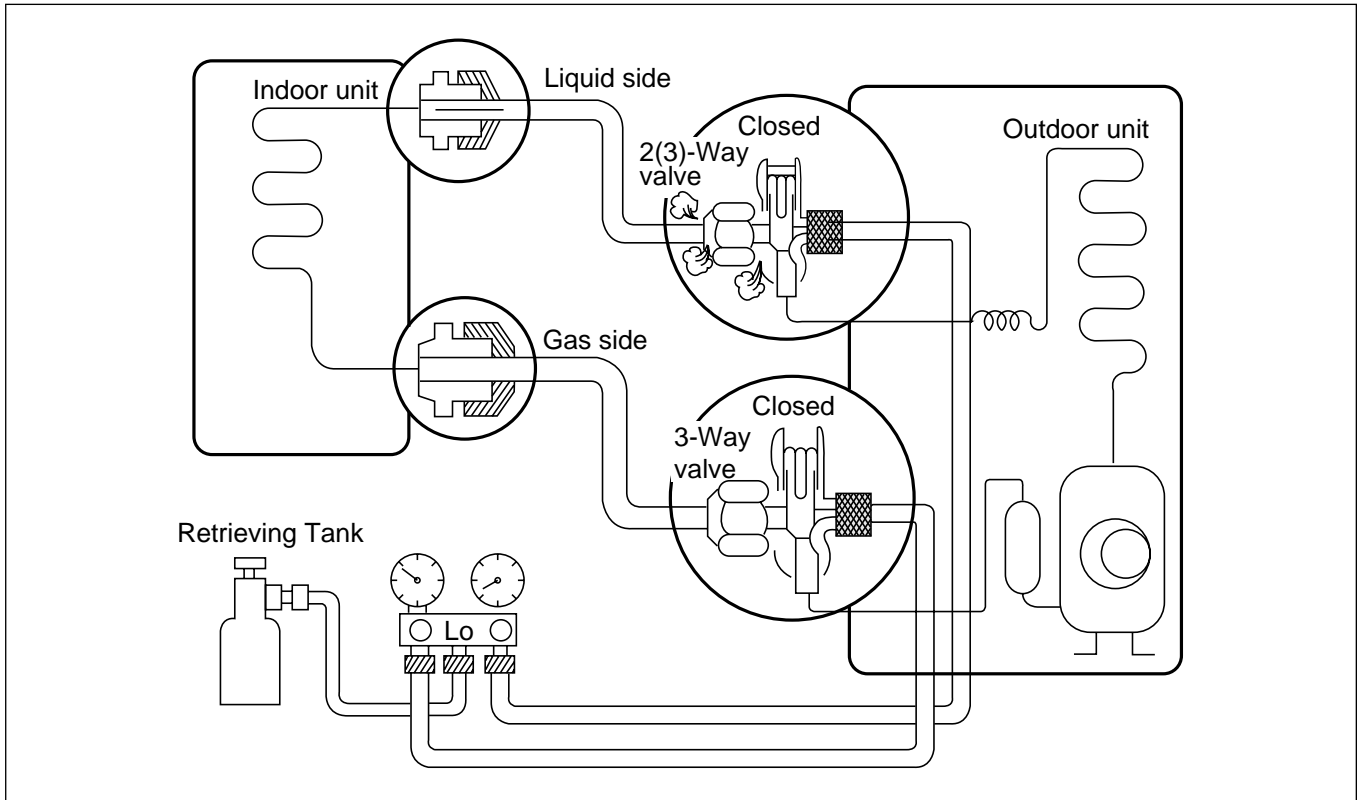 Indoor unit
Liquid side
Closed
2(3)-Way
valve
Outdoor unit
Gas side
Closed
3-Way
valve
Retrieving Tank
Lo